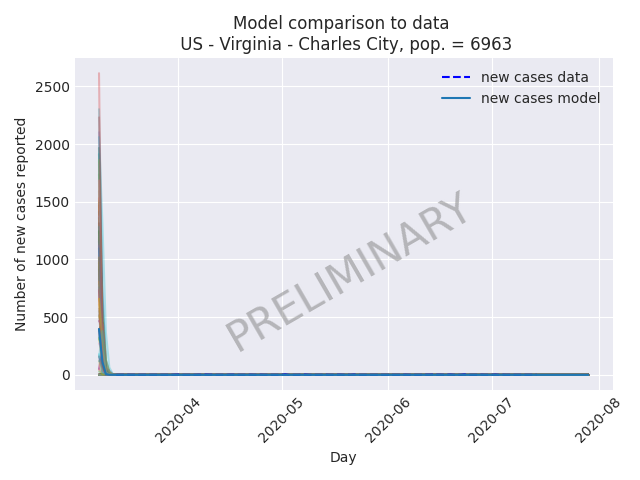 Model comparison to data
US - Virginia - Charles City, pop. = 6963
new cases data
new cases model
Number of new cases reported
2500
2000
1500
1000
500
0
PRELIMINARY
2020-04
2020-05
2020-06
2020-07
2020-08
Day